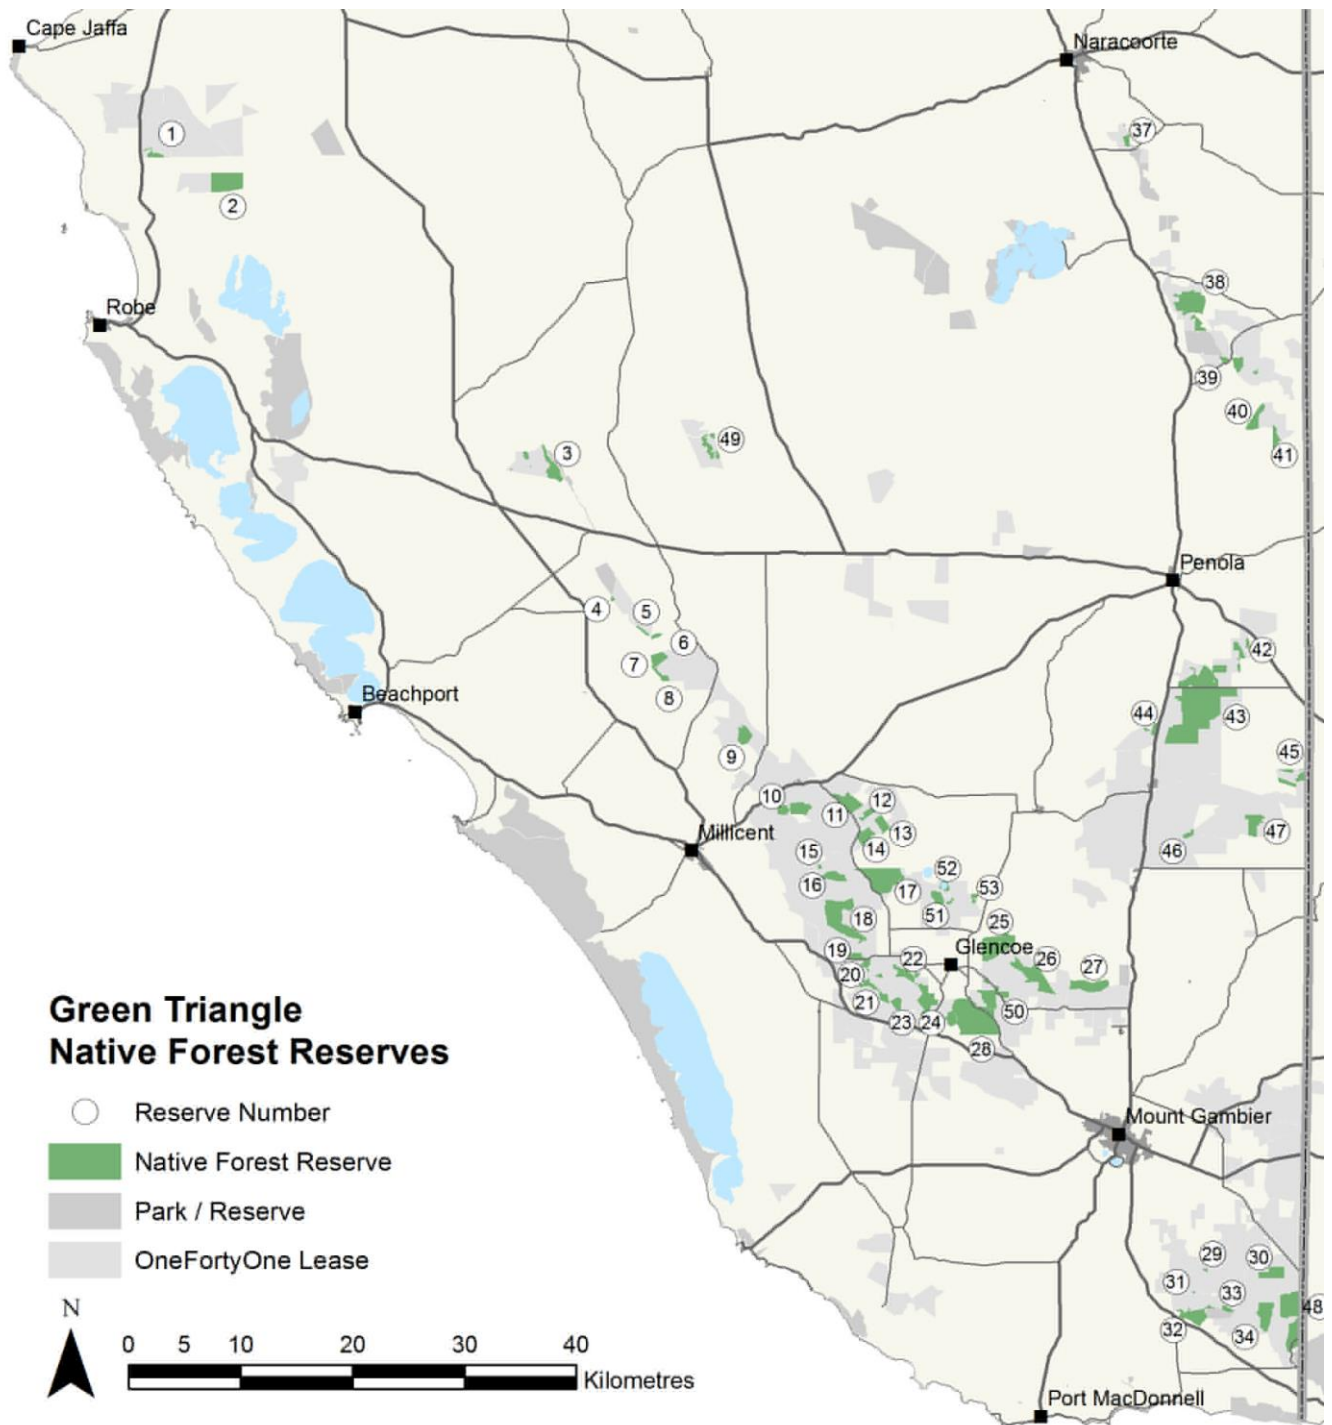 Cape Jaffa
Naracoorte
1
37
2
38
Robe
39
40
49
3
41
Penola
4
5
6
42
7
8
Beachport
44
43
45
9
10
12
11
Millicent
13
47
14
46
15
52
16
17
53
51
18
25
Glencoe
19
22
26
27
20
21
50
23
24
28
Green Triangle
Native Forest Reserves
Reserve Number
Mount Gambier
Native Forest Reserve
Park / Reserve
OneFortyOne Lease
29
30
31
33
48
32
34
N
0 5 10 20 30 40
Kilometres
Port MacDonnell